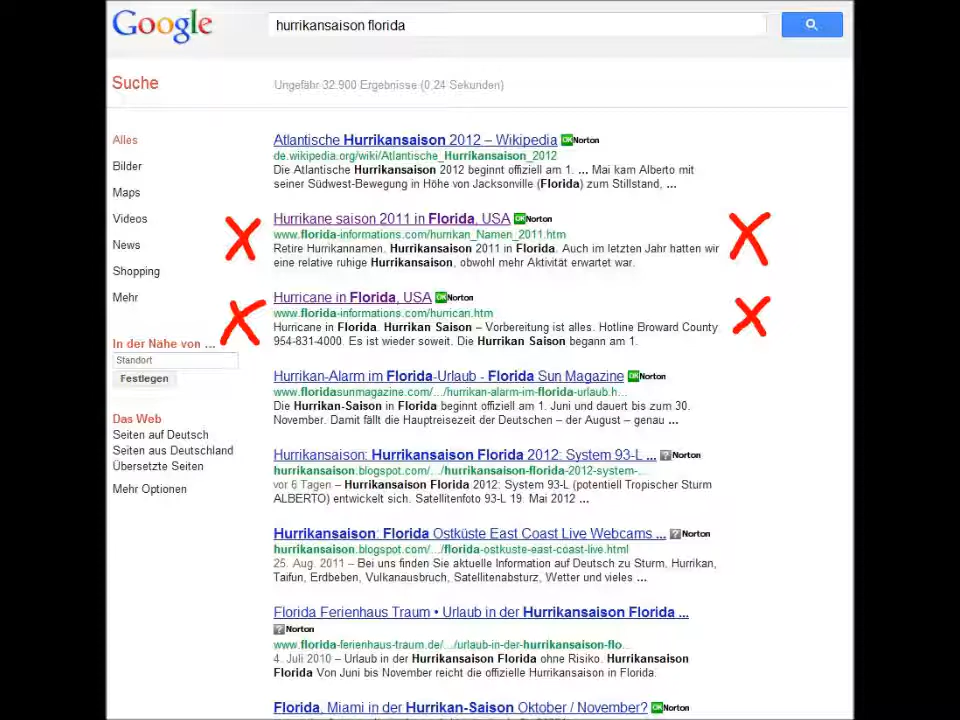 Google
hurrikansaison florida
Suche
Ungefähr 32.900 Ergebnisse (0,24 Sekunden)
Alles
Bilder
Maps
Videos
News
Shopping
Mehr
In der Nähe von ...
Standort
Festlegen
Das Web
Seiten auf Deutsch
Seiten aus Deutschland
Übersetzte Seiten
Mehr Optionen
Atlantische Hurrikansaison 2012 – Wikipedia OK Norton
de.wikipedia.org/wiki/Atlantische_Hurrikansaison_2012
Die Atlantische Hurrikansaison 2012 beginnt offiziell am 1. ... Mai kam Alberto mit
seiner Südwest-Bewegung in Höhe von Jacksonville (Florida) zum Stillstand, ...
Hurrikane saison 2011 in Florida, USA OK Norton
www.florida-informations.com/hurrikan_Namen_2011.htm
Retire Hurrikannamen. Hurrikansaison 2011 in Florida. Auch im letzten Jahr hatten wir
eine relative ruhige Hurrikansaison, obwohl mehr Aktivität erwartet war.
Hurricane in Florida, USA OK Norton
www.florida-informations.com/hurrican.htm
Hurricane in Florida. Hurrikan Saison – Vorbereitung ist alles. Hotline Broward County
954-831-4000. Es ist wieder soweit. Die Hurrikan Saison begann am 1.
Hurrikan-Alarm im Florida-Urlaub - Florida Sun Magazine OK Norton
www.floridasunmagazine.com/.../hurrikan-alarm-im-florida-urlaub.h...
Die Hurrikan-Saison in Florida beginnt offiziell am 1. Juni und dauert bis zum 30.
November. Damit fällt die Hauptreisezeit der Deutschen – der August – genau ...
Hurrikansaison: Hurrikansaison Florida 2012: System 93-L ... ? Norton
hurrikansaison.blogspot.com/.../hurrikansaison-florida-2012-system-...
vor 6 Tagen – Hurrikansaison Florida 2012: System 93-L (potentiell Tropischer Sturm
ALBERTO) entwickelt sich. Satellitenfoto 93-L 19. Mai 2012 ...
Hurrikansaison: Florida Ostküste East Coast Live Webcams ... ? Norton
hurrikansaison.blogspot.com/.../florida-ostkuste-east-coast-live.html
25. Aug. 2011 – Bei uns finden Sie aktuelle Information auf Deutsch zu Sturm, Hurrikan,
Taifun, Erdbeben, Vulkanausbruch, Satellitenabsturz, Wetter und vieles ...
Florida Ferienhaus Traum • Urlaub in der Hurrikansaison Florida ...
? Norton
www.florida-ferienhaus-traum.de/.../urlaub-in-der-hurrikansaison-flo...
4. Juli 2010 – Urlaub in der Hurrikansaison Florida ohne Risiko. Hurrikansaison
Florida Von Juni bis November reicht die offizielle Hurrikansaison in Florida.
Florida, Miami in der Hurrikan-Saison Oktober / November? OK Norton